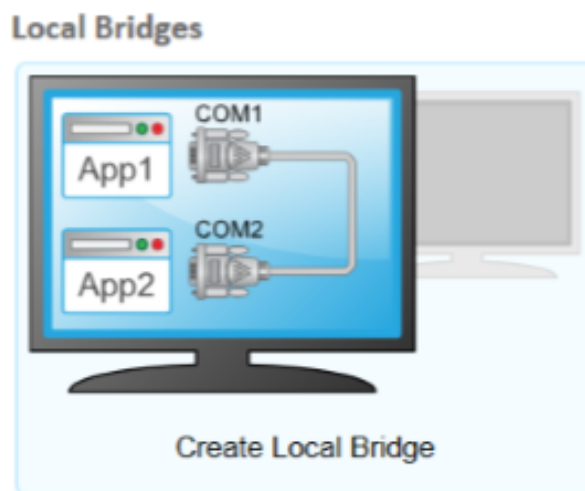 Local Bridges
COM1
App1
COM2
App2
Create Local Bridge